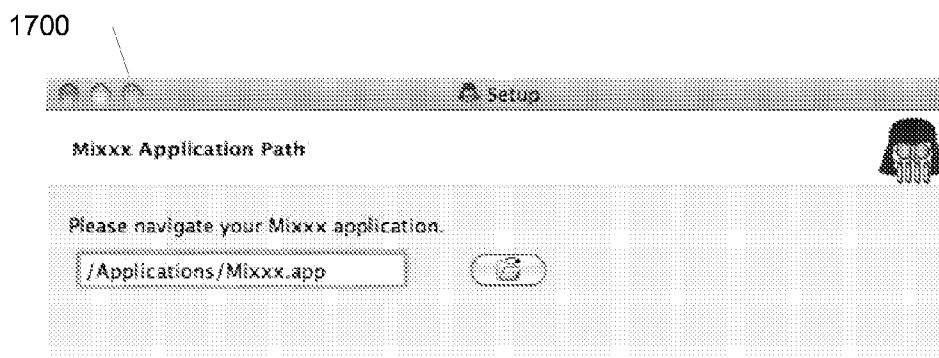 1700
Setup
Mixxx Application Path
Please navigate your Mixxx application.
/Applications/Mixxx.app